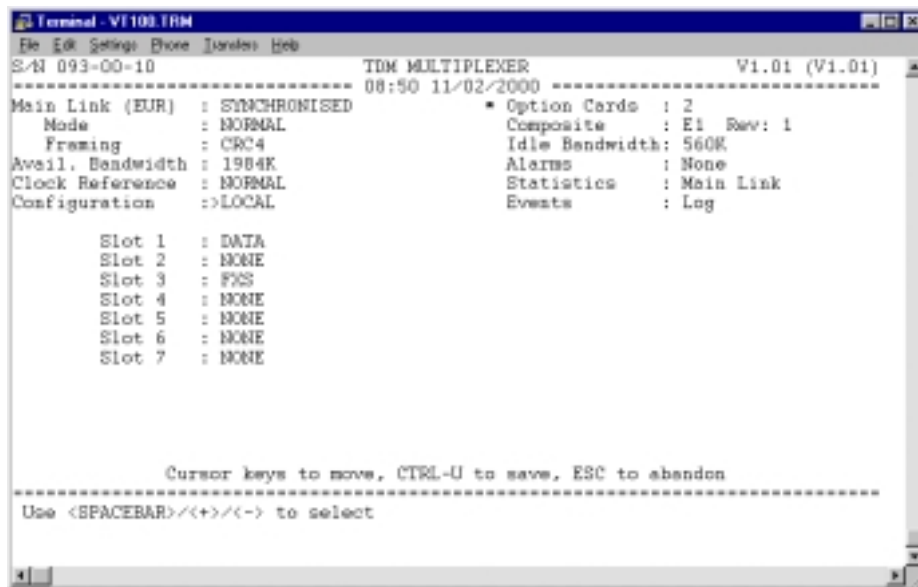 Terminal - VT100.TRM
File Edit Settings Phone Transfers Help
S/N 093-00-10 TDM MULTIPLEXER V1.01 (V1.01)
-------------------------------- 08:50 11/02/2000 ------------------------------
Main Link (EUR) : SYNCHRONISED * Option Cards : 2
Mode : NORMAL Composite : E1 Rev: 1
Framing : CRC4 Idle Bandwidth: 560K
Avail. Bandwidth : 1984K Alarms : None
Clock Reference : NORMAL Statistics : Main Link
Configuration :>LOCAL Events : Log
Slot 1 : DATA
Slot 2 : NONE
Slot 3 : FXS
Slot 4 : NONE
Slot 5 : NONE
Slot 6 : NONE
Slot 7 : NONE
Cursor keys to move, CTRL-U to save, ESC to abandon
--------------------------------------------------------------------------------
Use <SPACEBAR>/<+>/<-> to select